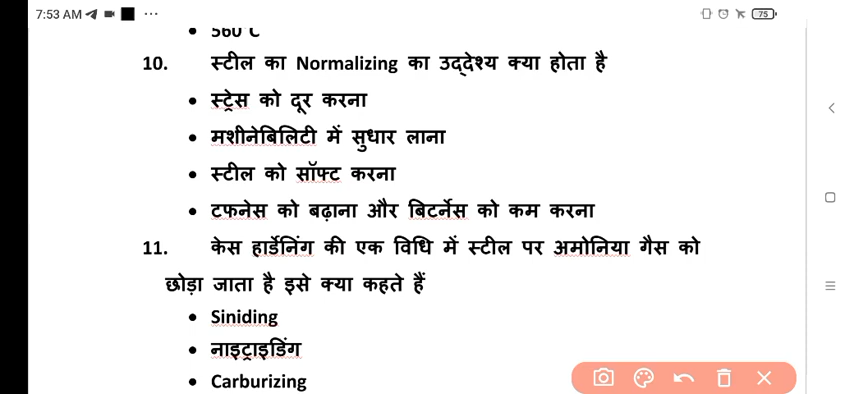 7:53 AM ... 75
• 560 C
10. स्टील का Normalizing का उद्देश्य क्या होता है
• स्ट्रेस को दूर करना
• मशीनेबिलिटी में सुधार लाना
• स्टील को सॉफ्ट करना
• टफनेस को बढ़ाना और बिटर्नेस को कम करना
11. केस हार्डेनिंग की एक विधि में स्टील पर अमोनिया गैस को
छोड़ा जाता है इसे क्या कहते हैं
• Siniding
• नाइट्राइडिंग
• Carburizing